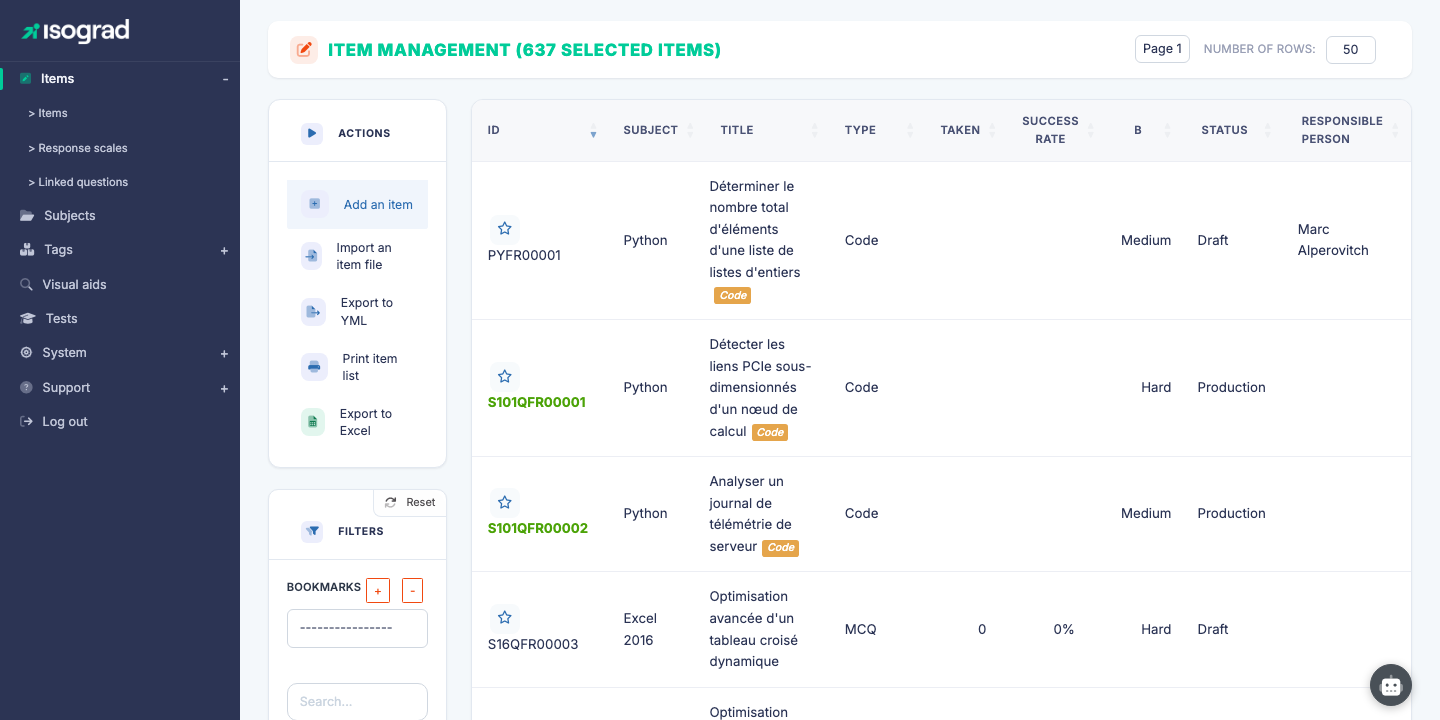 isograd
Items -
> Items
> Response scales
> Linked questions
Subjects
Tags +
Visual aids
Tests
System +
Support +
Log out
ITEM MANAGEMENT (637 SELECTED ITEMS)
Page 1
NUMBER OF ROWS:
50
ACTIONS
Add an item
Import an
item file
Export to
YML
Print item
list
Export to
Excel
Reset
FILTERS
BOOKMARKS + -
----------------
Search...
ID
SUBJECT
TITLE
TYPE
TAKEN
SUCCESS
RATE
B
STATUS
RESPONSIBLE
PERSON
PYFR00001
Python
Déterminer le
nombre total
d'éléments
d'une liste de
listes d'entiers
Code
Code
Medium
Draft
Marc
Alperovitch
S101QFR00001
Python
Détecter les
liens PCIe sous-
dimensionnés
d'un nœud de
calcul Code
Code
Hard
Production
S101QFR00002
Python
Analyser un
journal de
télémétrie de
serveur Code
Code
Medium
Production
S16QFR00003
Excel
2016
Optimisation
avancée d'un
tableau croisé
dynamique
MCQ
0
0%
Hard
Draft
Optimisation